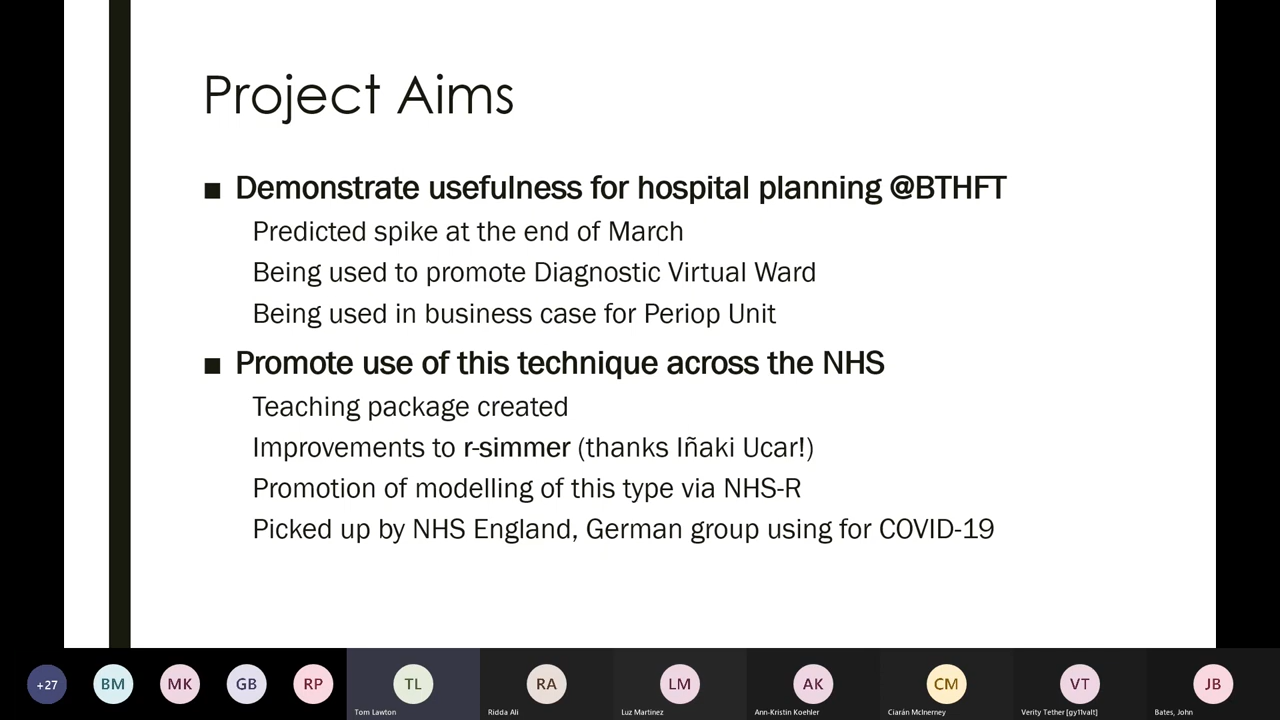 Project Aims
■ Demonstrate usefulness for hospital planning @BTHFT
Predicted spike at the end of March
Being used to promote Diagnostic Virtual Ward
Being used in business case for Periop Unit
■ Promote use of this technique across the NHS
Teaching package created
Improvements to r-simmer (thanks Iñaki Ucar!)
Promotion of modelling of this type via NHS-R
Picked up by NHS England, German group using for COVID-19
+27 BM MK GB RP TL RA LM AK CM VT JB
Tom Lawton Ridda Ali Luz Martinez Ann-Kristin Koehler Ciarán McInerney Verity Tether [gy11valt] Bates, John